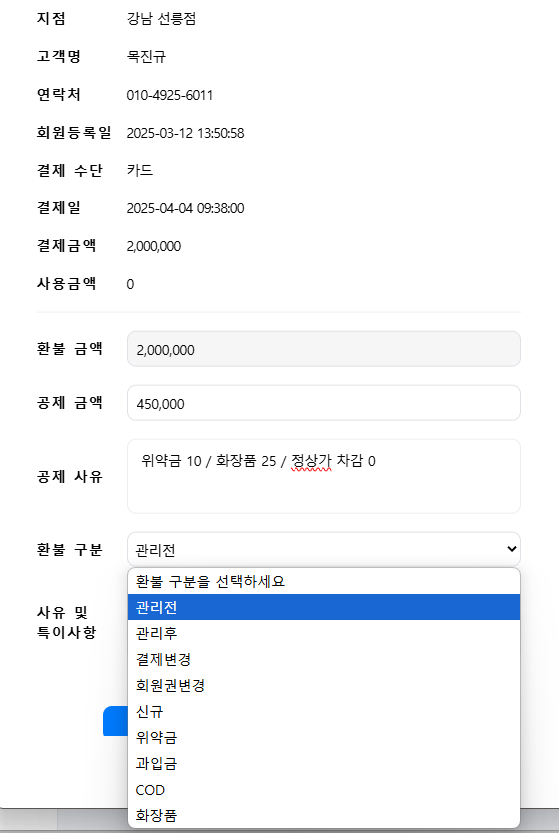 지점 강남 선릉점
고객명 목진규
연락처 010-4925-6011
회원등록일 2025-03-12 13:50:58
결제 수단 카드
결제일 2025-04-04 09:38:00
결제금액 2,000,000
사용금액 0
환불 금액 2,000,000
공제 금액 450,000
공제 사유 위약금 10 / 화장품 25 / 정상가 차감 0
환불 구분 관리전
환불 구분을 선택하세요
관리전
관리후
결제변경
회원권변경
신규
위약금
과입금
COD
화장품
사유 및
특이사항